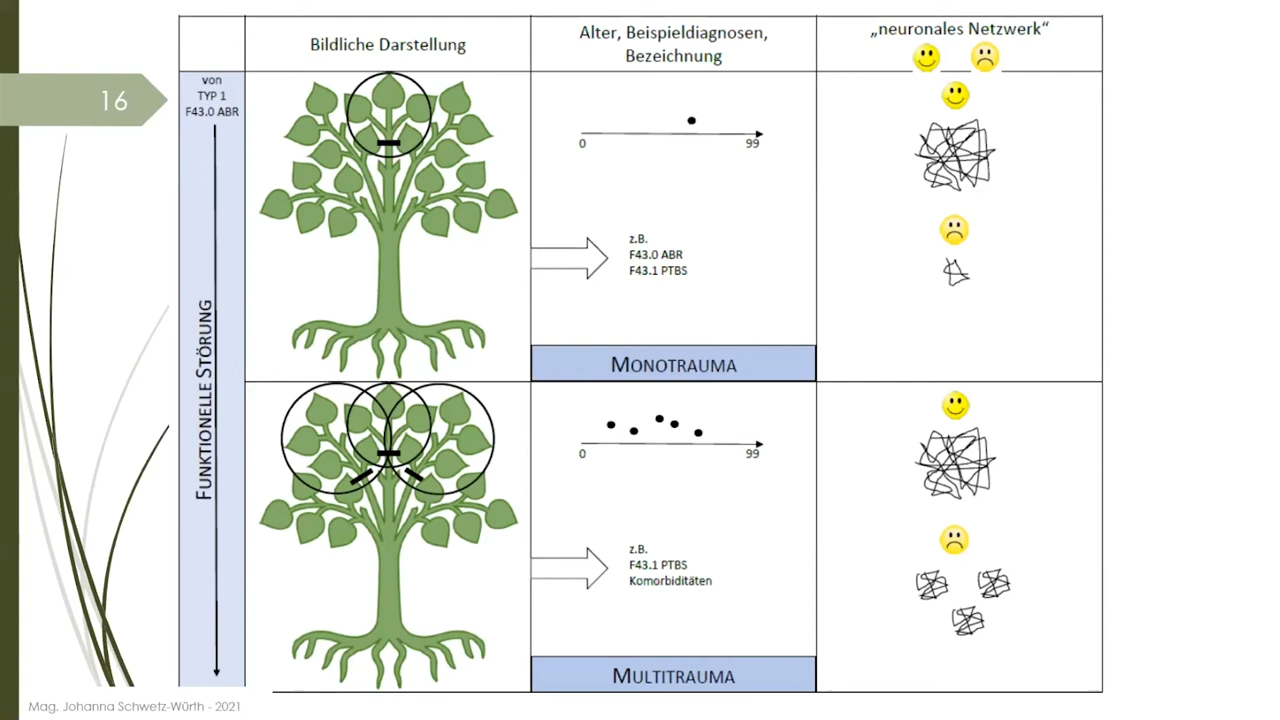 16
Bildliche Darstellung
Alter, Beispieldiagnosen,
Bezeichnung
„neuronales Netzwerk“
von
TYP 1
F43.0 ABR
FUNKTIONELLE STÖRUNG
0
99
z.B.
F43.0 ABR
F43.1 PTBS
MONOTRAUMA
0
99
z.B.
F43.1 PTBS
Komorbiditäten
MULTITRAUMA
Mag. Johanna Schwetz-Würth - 2021